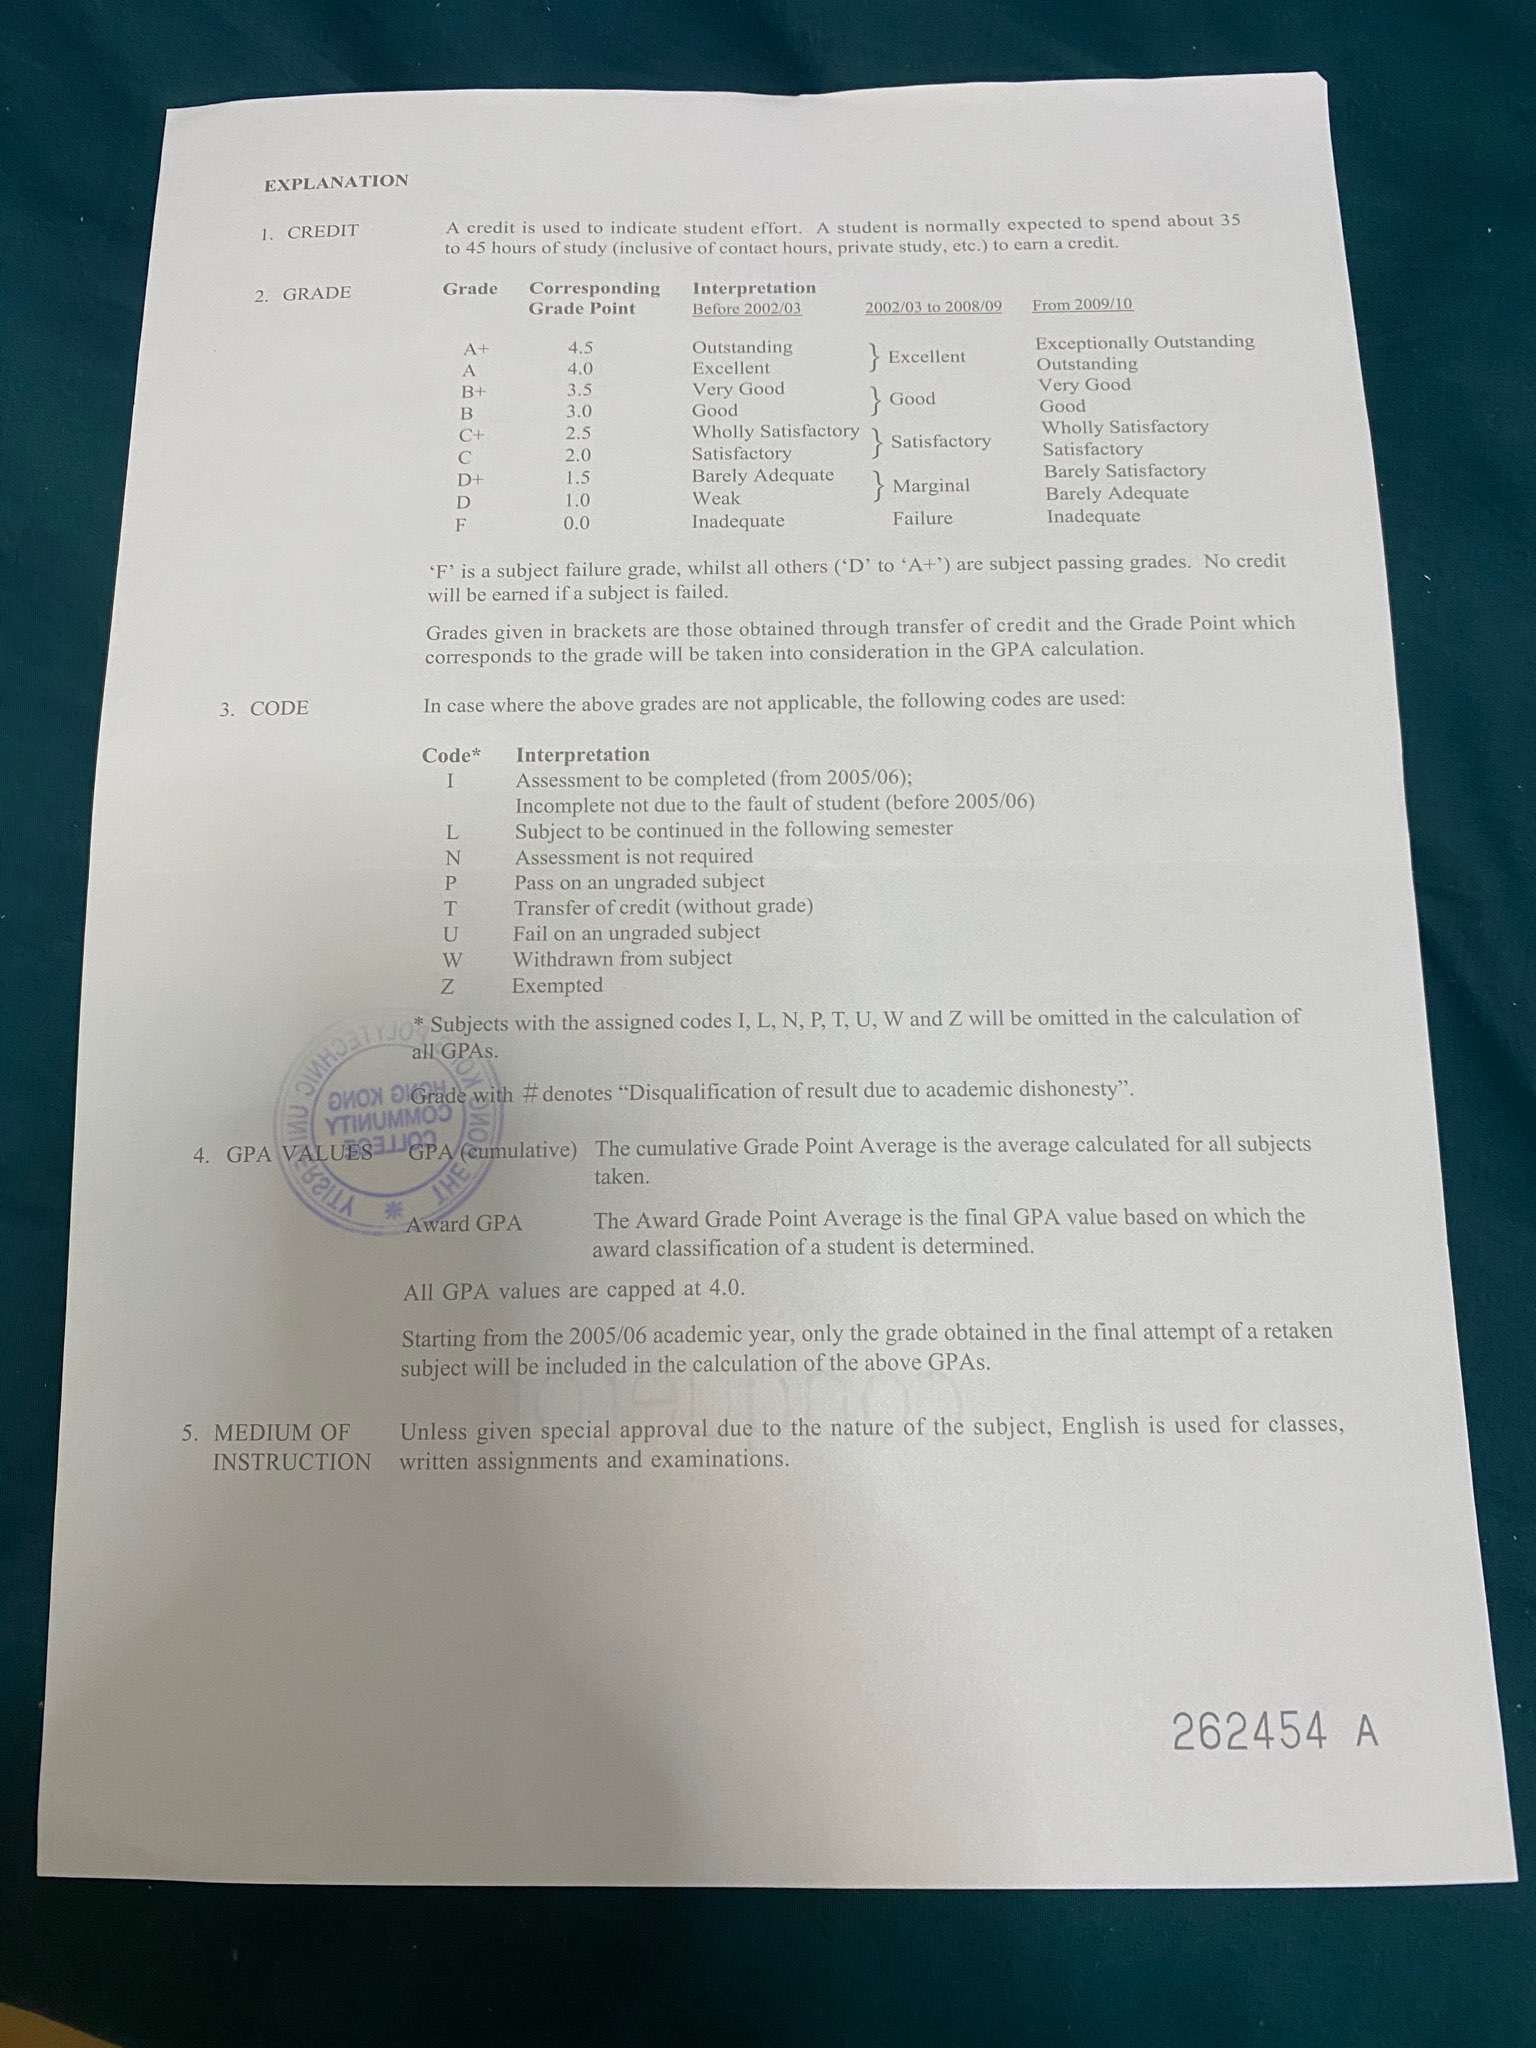 EXPLANATION
1. CREDIT A credit is used to indicate student effort. A student is normally expected to spend about 35
to 45 hours of study (inclusive of contact hours, private study, etc.) to earn a credit.
2. GRADE Grade Corresponding Interpretation
Grade Point Before 2002/03 2002/03 to 2008/09 From 2009/10
A+ 4.5 Outstanding } Excellent Exceptionally Outstanding
A 4.0 Excellent Outstanding
B+ 3.5 Very Good } Good Very Good
B 3.0 Good Good
C+ 2.5 Wholly Satisfactory } Satisfactory Wholly Satisfactory
C 2.0 Satisfactory Satisfactory
D+ 1.5 Barely Adequate } Marginal Barely Satisfactory
D 1.0 Weak Barely Adequate
F 0.0 Inadequate Failure Inadequate
‘F’ is a subject failure grade, whilst all others (‘D’ to ‘A+’) are subject passing grades. No credit
will be earned if a subject is failed.
Grades given in brackets are those obtained through transfer of credit and the Grade Point which
corresponds to the grade will be taken into consideration in the GPA calculation.
3. CODE In case where the above grades are not applicable, the following codes are used:
Code* Interpretation
I Assessment to be completed (from 2005/06);
Incomplete not due to the fault of student (before 2005/06)
L Subject to be continued in the following semester
N Assessment is not required
P Pass on an ungraded subject
T Transfer of credit (without grade)
U Fail on an ungraded subject
W Withdrawn from subject
Z Exempted
* Subjects with the assigned codes I, L, N, P, T, U, W and Z will be omitted in the calculation of
all GPAs.
Grade with # denotes “Disqualification of result due to academic dishonesty”.
4. GPA VALUES GPA (cumulative) The cumulative Grade Point Average is the average calculated for all subjects
taken.
Award GPA The Award Grade Point Average is the final GPA value based on which the
award classification of a student is determined.
All GPA values are capped at 4.0.
Starting from the 2005/06 academic year, only the grade obtained in the final attempt of a retaken
subject will be included in the calculation of the above GPAs.
5. MEDIUM OF Unless given special approval due to the nature of the subject, English is used for classes,
INSTRUCTION written assignments and examinations.
THE HONG KONG POLYTECHNIC UNIVERSITY
HONG KONG
COMMUNITY
COLLEGE
262454 A